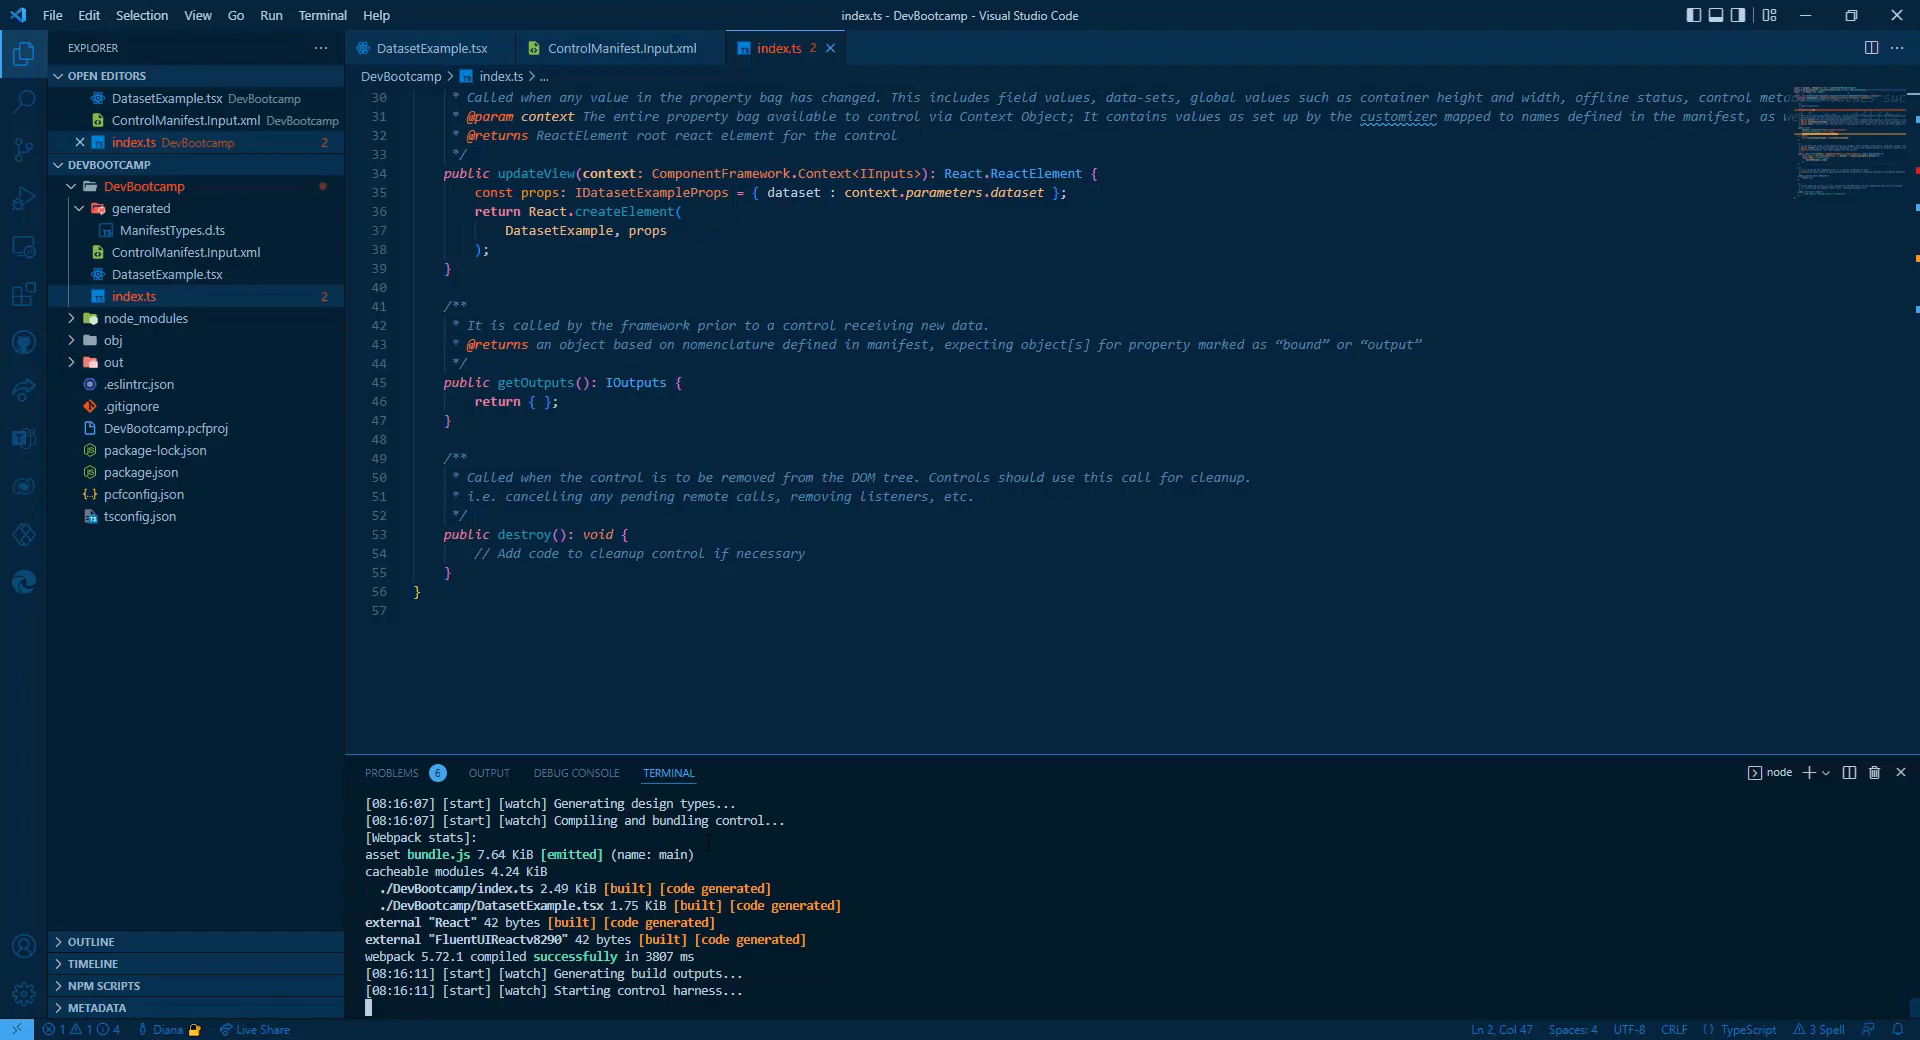 File Edit Selection View Go Run Terminal Help
index.ts - DevBootcamp - Visual Studio Code
EXPLORER
DatasetExample.tsx
ControlManifest.Input.xml
index.ts 2
OPEN EDITORS
DatasetExample.tsx DevBootcamp
ControlManifest.Input.xml DevBootcamp
index.ts DevBootcamp 2
DEVBOOTCAMP
DevBootcamp
generated
ManifestTypes.d.ts
ControlManifest.Input.xml
DatasetExample.tsx
index.ts 2
node_modules
obj
out
.eslintrc.json
.gitignore
DevBootcamp.pcfproj
package-lock.json
package.json
pcfconfig.json
tsconfig.json
OUTLINE
TIMELINE
NPM SCRIPTS
METADATA
DevBootcamp > index.ts > ...
30 * Called when any value in the property bag has changed. This includes field values, data-sets, global values such as container height and width, offline status, control metadata values suc
31 * @param context The entire property bag available to control via Context Object; It contains values as set up by the customizer mapped to names defined in the manifest, as
32 * @returns ReactElement root react element for the control
33 */
34 public updateView(context: ComponentFramework.Context<IInputs>): React.ReactElement {
35 const props: IDatasetExampleProps = { dataset : context.parameters.dataset };
36 return React.createElement(
37 DatasetExample, props
38 );
39 }
40
41 /**
42 * It is called by the framework prior to a control receiving new data.
43 * @returns an object based on nomenclature defined in manifest, expecting object[s] for property marked as “bound” or “output”
44 */
45 public getOutputs(): IOutputs {
46 return { };
47 }
48
49 /**
50 * Called when the control is to be removed from the DOM tree. Controls should use this call for cleanup.
51 * i.e. cancelling any pending remote calls, removing listeners, etc.
52 */
53 public destroy(): void {
54 // Add code to cleanup control if necessary
55 }
56 }
57
PROBLEMS 6 OUTPUT DEBUG CONSOLE TERMINAL
node
[08:16:07] [start] [watch] Generating design types...
[08:16:07] [start] [watch] Compiling and bundling control...
[Webpack stats]:
asset bundle.js 7.64 KiB [emitted] (name: main)
cacheable modules 4.24 KiB
./DevBootcamp/index.ts 2.49 KiB [built] [code generated]
./DevBootcamp/DatasetExample.tsx 1.75 KiB [built] [code generated]
external "React" 42 bytes [built] [code generated]
external "FluentUIReactv8290" 42 bytes [built] [code generated]
webpack 5.72.1 compiled successfully in 3807 ms
[08:16:11] [start] [watch] Generating build outputs...
[08:16:11] [start] [watch] Starting control harness...
1 1 4 Diana Live Share
Ln 2, Col 47 Spaces: 4 UTF-8 CRLF TypeScript 3 Spell